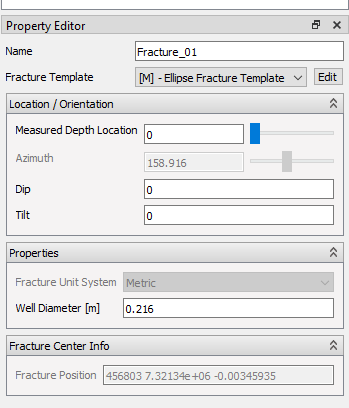 Property Editor
Name Fracture_01
Fracture Template [M] - Ellipse Fracture Template Edit
Location / Orientation
Measured Depth Location 0
Azimuth 158.916
Dip 0
Tilt 0
Properties
Fracture Unit System Metric
Well Diameter [m] 0.216
Fracture Center Info
Fracture Position 456803 7.32134e+06 -0.00345935